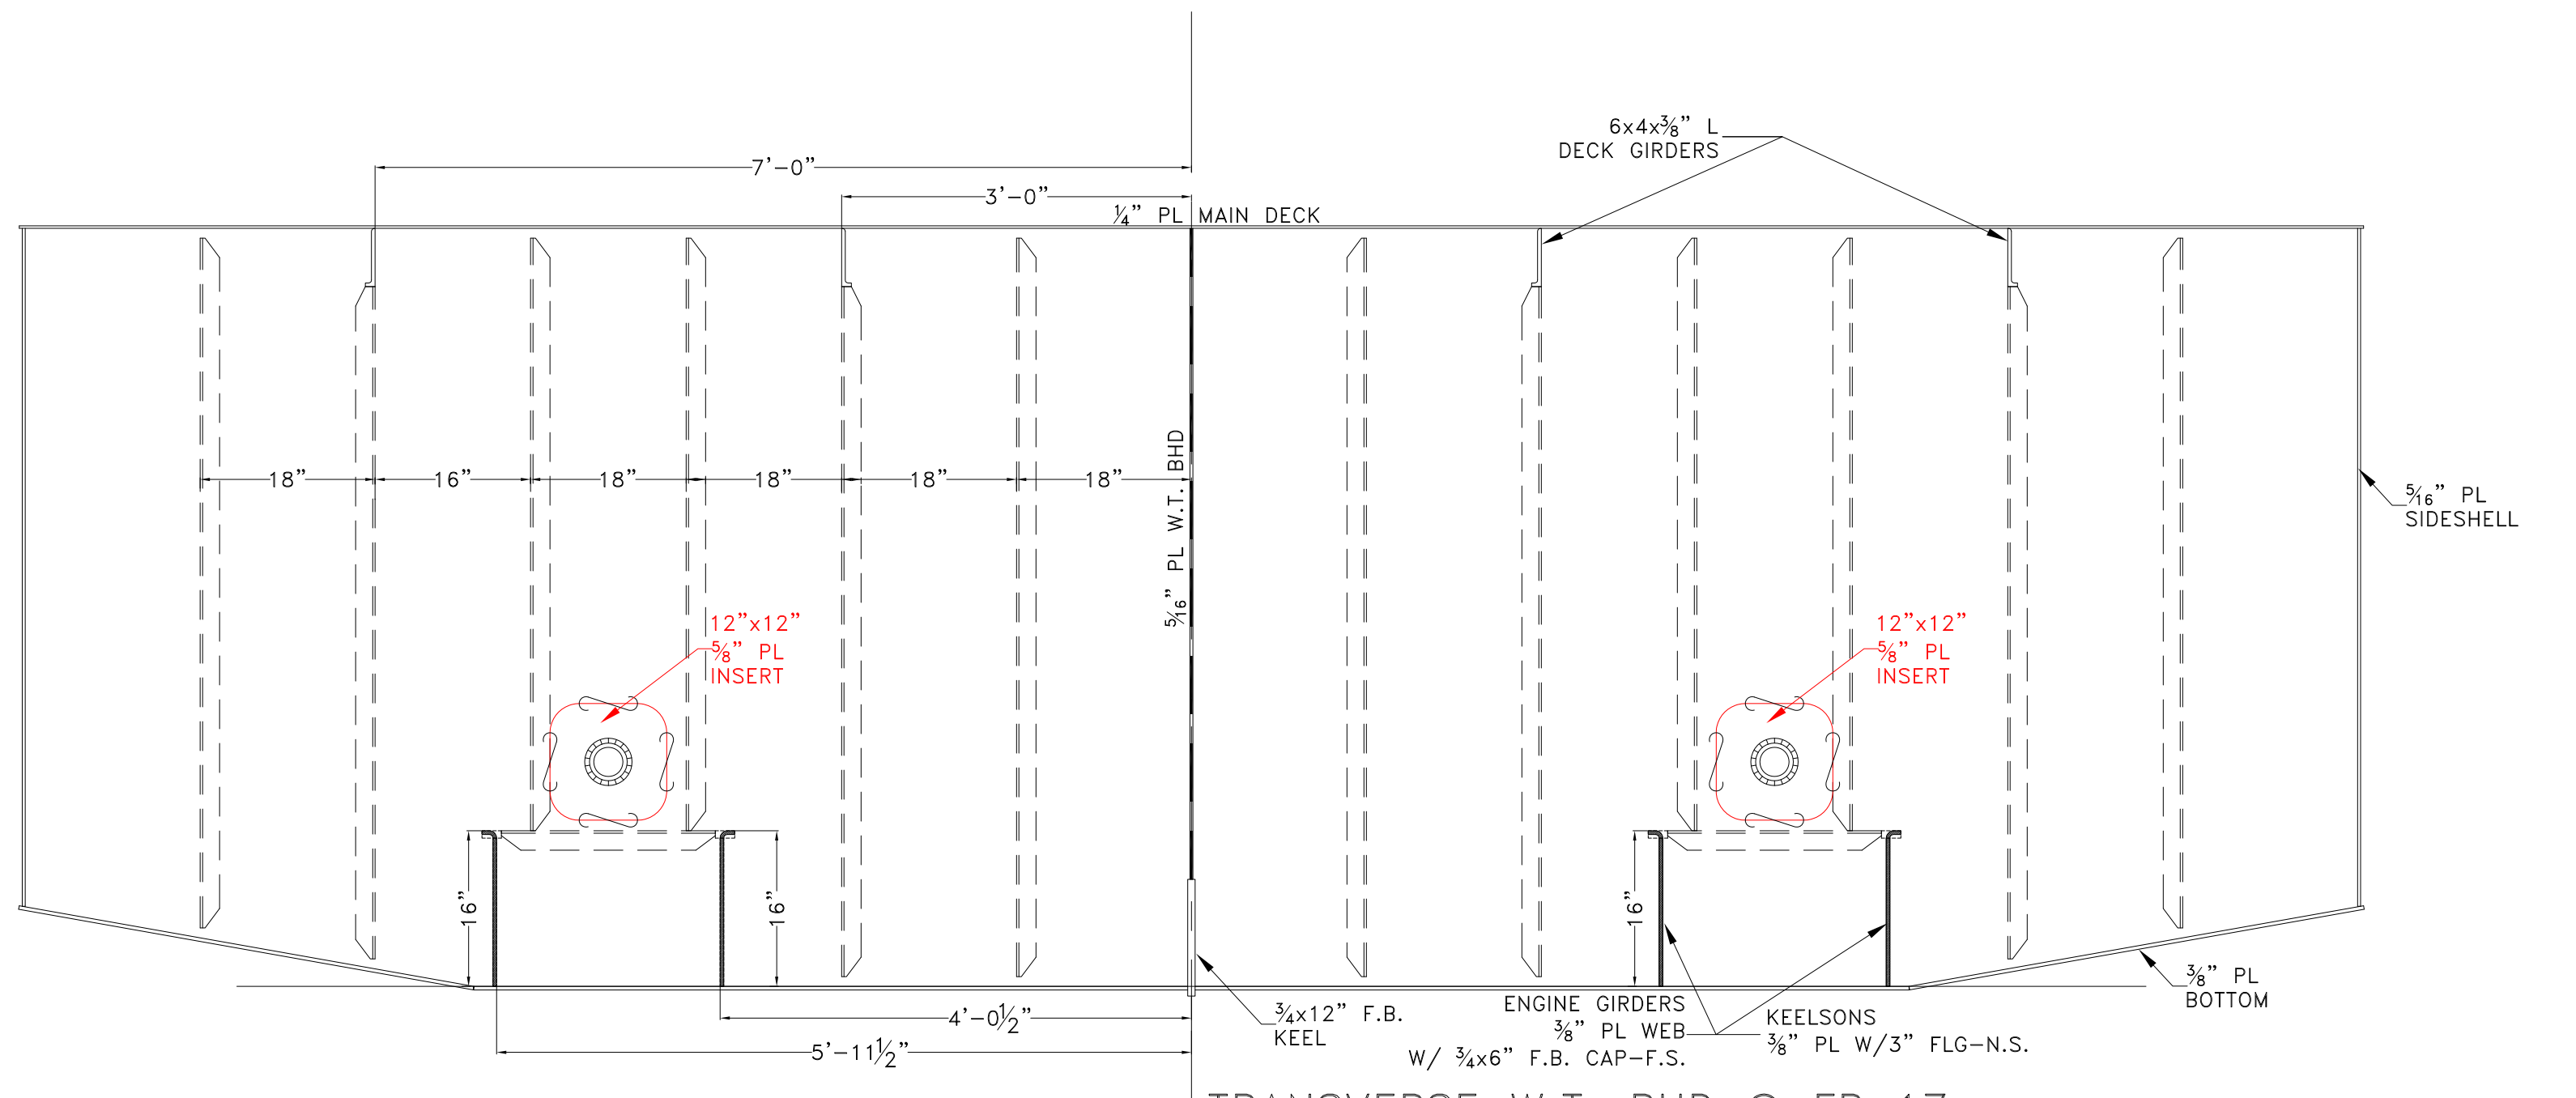 6x4x3⁄8” L
DECK GIRDERS
7'-0”
3'-0”
1⁄4” PL MAIN DECK
18”
16”
18”
18”
18”
18”
5⁄16” PL W.T. BHD
5⁄16” PL
SIDESHELL
12”x12”
5⁄8” PL
INSERT
12”x12”
5⁄8” PL
INSERT
16”
16”
16”
3⁄8” PL
BOTTOM
4'-01⁄2”
5'-111⁄2”
3⁄4x12” F.B.
KEEL
ENGINE GIRDERS
3⁄8” PL WEB
W/ 3⁄4x6” F.B. CAP-F.S.
KEELSONS
3⁄8” PL W/3” FLG-N.S.